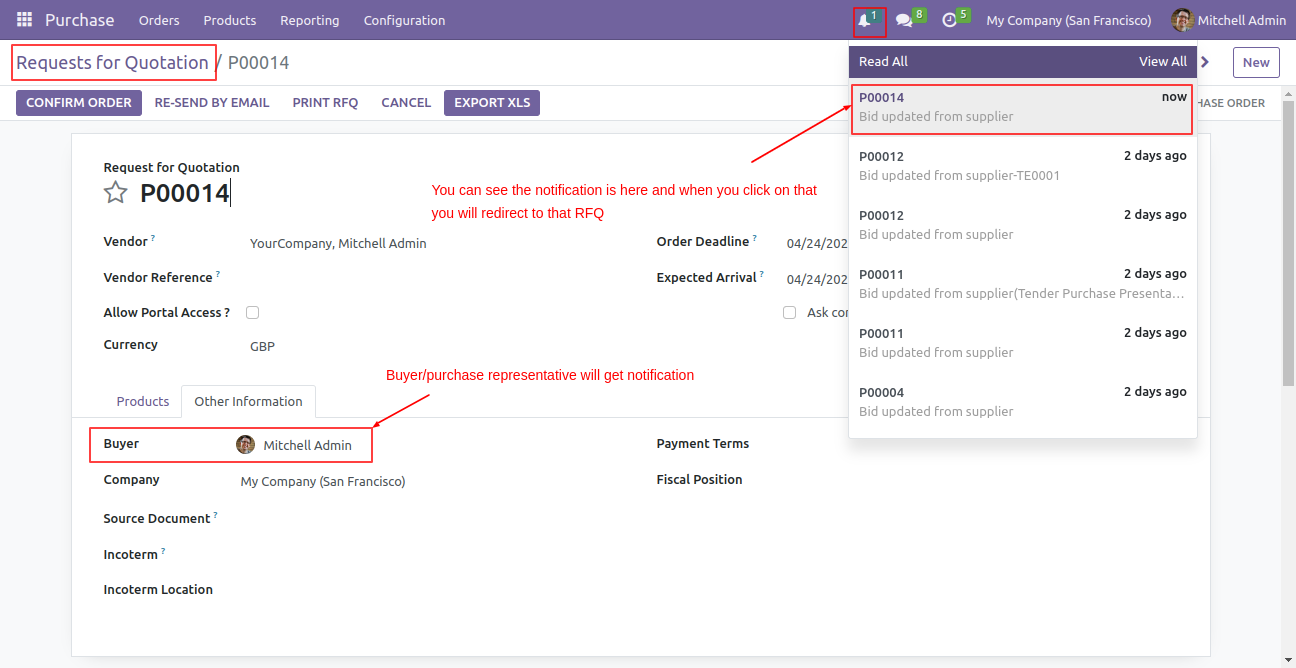 Purchase Orders Products Reporting Configuration 1 8 5 My Company (San Francisco) Mitchell Admin
Requests for Quotation / P00014
Read All View All
New
CONFIRM ORDER RE-SEND BY EMAIL PRINT RFQ CANCEL EXPORT XLS
HASE ORDER
P00014 now
Bid updated from supplier
P00012 2 days ago
Bid updated from supplier-TE0001
P00012 2 days ago
Bid updated from supplier
P00011 2 days ago
Bid updated from supplier(Tender Purchase Presenta...
P00011 2 days ago
Bid updated from supplier
P00004 2 days ago
Bid updated from supplier
Request for Quotation
P00014
You can see the notification is here and when you click on that
you will redirect to that RFQ
Vendor ? YourCompany, Mitchell Admin
Order Deadline ? 04/24/202
Vendor Reference ?
Expected Arrival ? 04/24/202
Allow Portal Access ?
Ask cor
Currency GBP
Buyer/purchase representative will get notification
Products Other Information
Buyer Mitchell Admin
Payment Terms
Company My Company (San Francisco)
Fiscal Position
Source Document ?
Incoterm ?
Incoterm Location